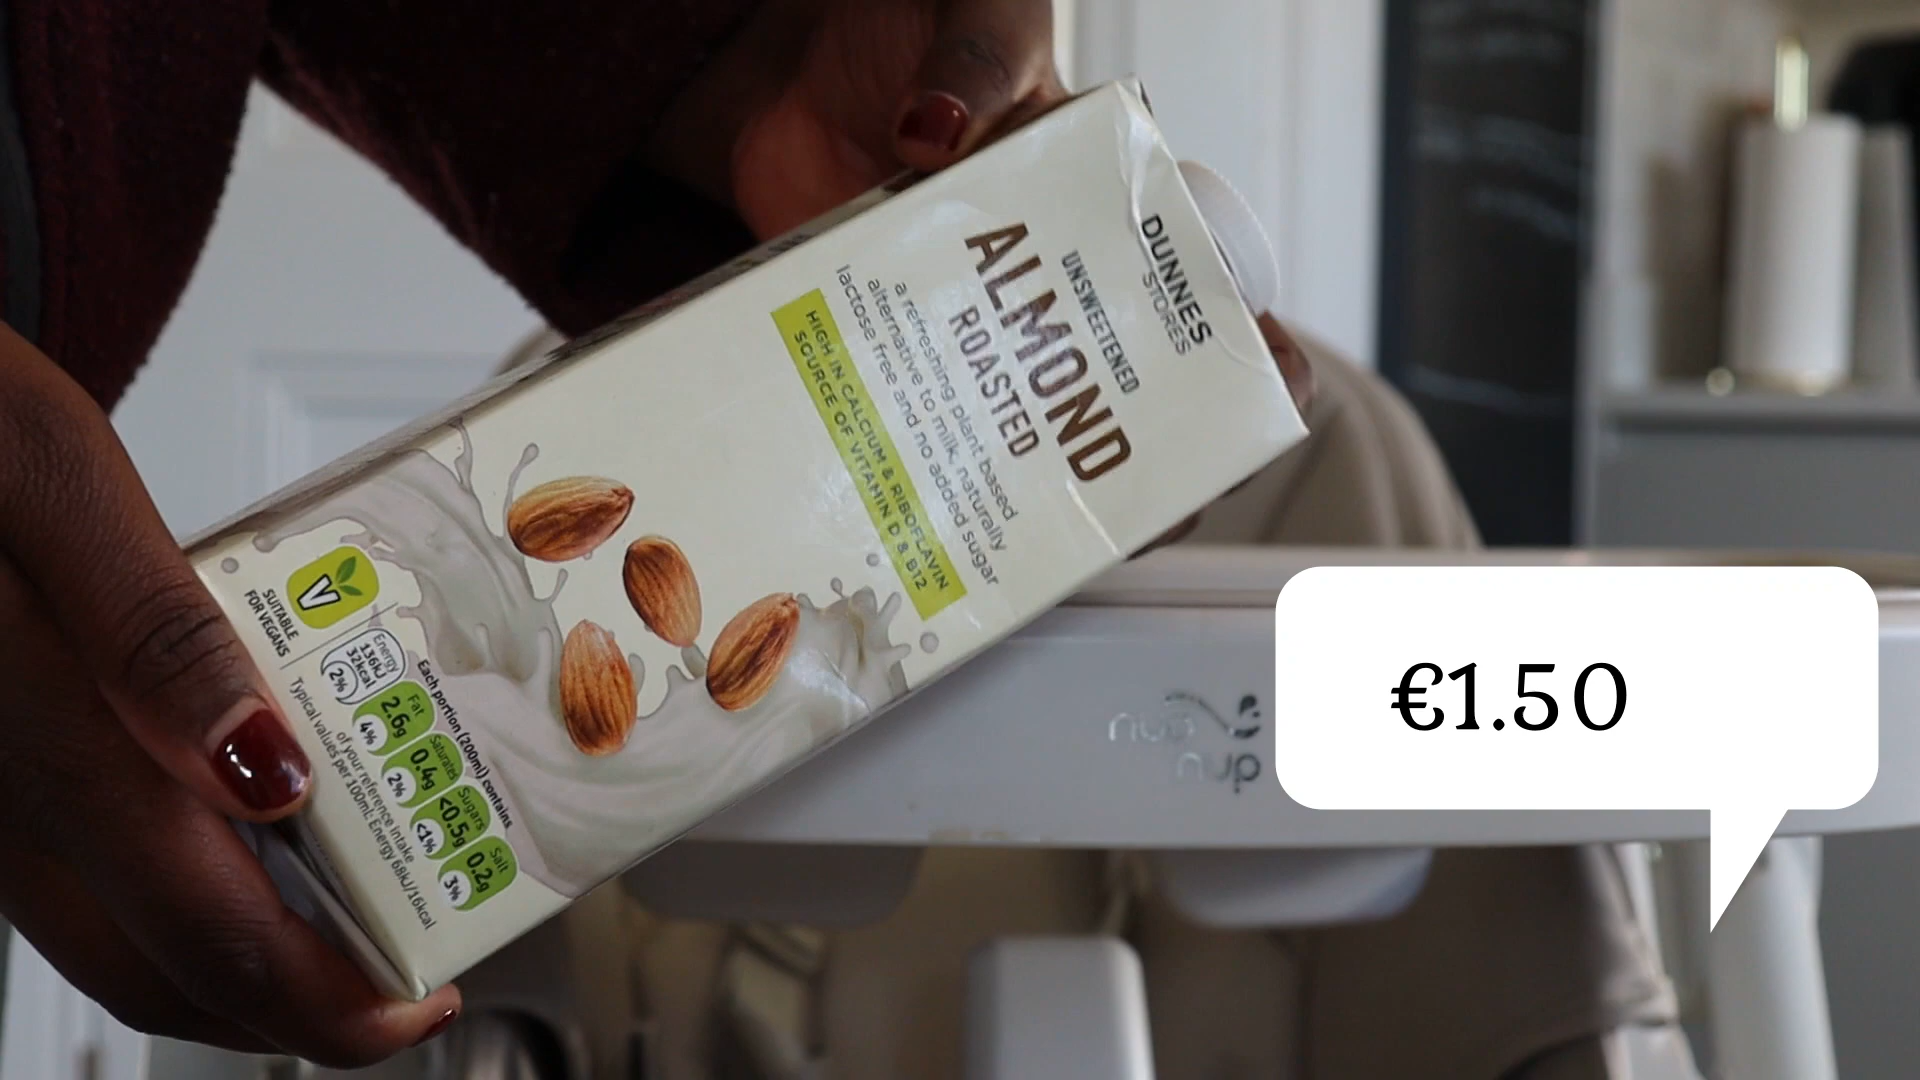 DUNNES
STORES
UNSWEETENED
ALMOND
ROASTED
a refreshing plant based
alternative to milk, naturally
lactose free and no added sugar
HIGH IN CALCIUM & RIBOFLAVIN
SOURCE OF VITAMIN D & B12
V
SUITABLE
FOR VEGANS
Each portion (200ml) contains
Energy
136kJ
32kcal
2%
Fat
2.6g
4%
Saturates
0.4g
2%
Sugars
<0.5g
<1%
Salt
0.2g
3%
of your reference intake
Typical values per 100ml: Energy 68kJ/16kcal
nup
nup
€1.50